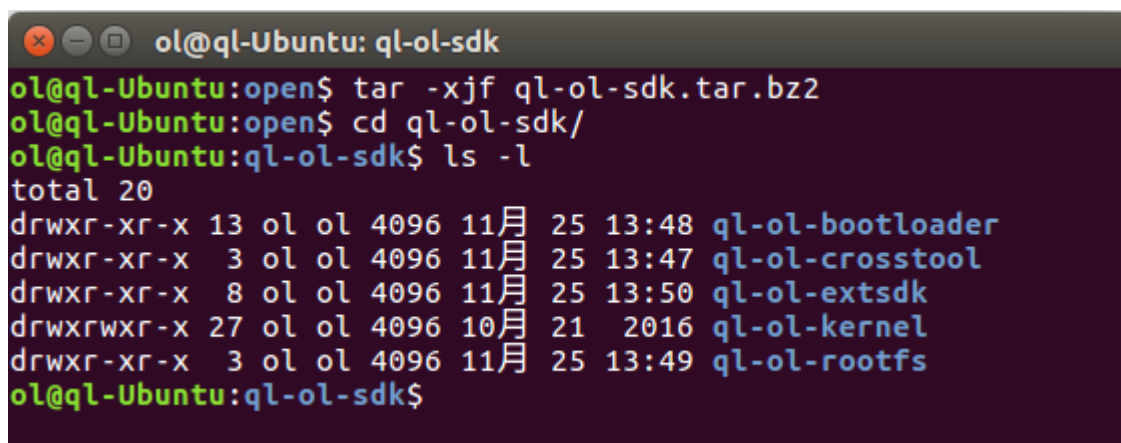 ol@ql-Ubuntu: ql-ol-sdk
ol@ql-Ubuntu:open$ tar -xjf ql-ol-sdk.tar.bz2
ol@ql-Ubuntu:open$ cd ql-ol-sdk/
ol@ql-Ubuntu:ql-ol-sdk$ ls -l
total 20
drwxr-xr-x 13 ol ol 4096 11月 25 13:48 ql-ol-bootloader
drwxr-xr-x  3 ol ol 4096 11月 25 13:47 ql-ol-crosstool
drwxr-xr-x  8 ol ol 4096 11月 25 13:50 ql-ol-extsdk
drwxrwxr-x 27 ol ol 4096 10月 21  2016 ql-ol-kernel
drwxr-xr-x  3 ol ol 4096 11月 25 13:49 ql-ol-rootfs
ol@ql-Ubuntu:ql-ol-sdk$